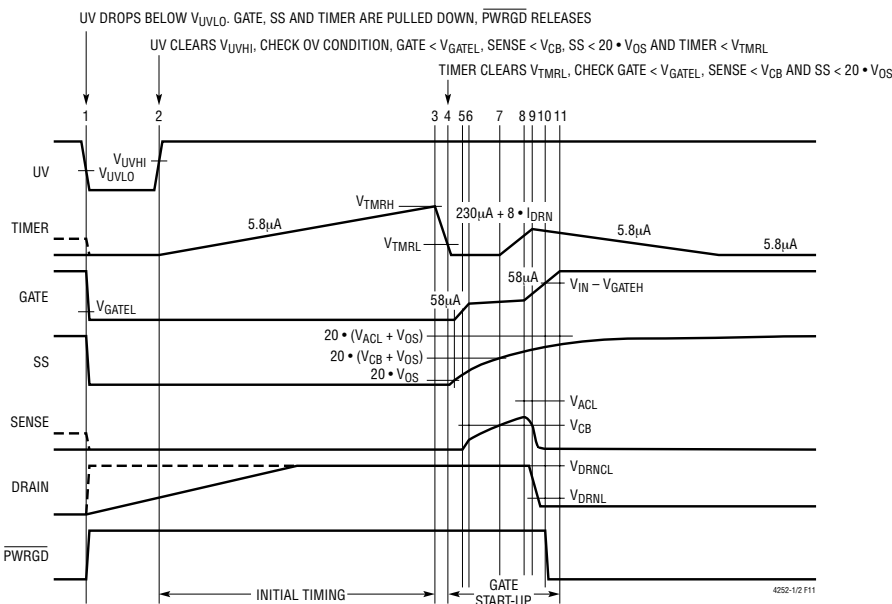 UV DROPS BELOW VUVLO. GATE, SS AND TIMER ARE PULLED DOWN, PWRGD RELEASES
UV CLEARS VUVHI, CHECK OV CONDITION, GATE < VGATEL, SENSE < VCB, SS < 20 • VOS AND TIMER < VTMRL
TIMER CLEARS VTMRL, CHECK GATE < VGATEL, SENSE < VCB AND SS < 20 • VOS
1 2 3 4 56 7 8 9 10 11
UV
VUVHI
VUVLO
TIMER
5.8µA
VTMRH
VTMRL
230µA + 8 • IDRN
5.8µA
5.8µA
GATE
VGATEL
58µA
58µA
VIN – VGATEH
SS
20 • (VACL + VOS)
20 • (VCB + VOS)
20 • VOS
SENSE
VACL
VCB
DRAIN
VDRNCL
VDRNL
PWRGD
INITIAL TIMING
GATE
START-UP
4252-1/2 F11